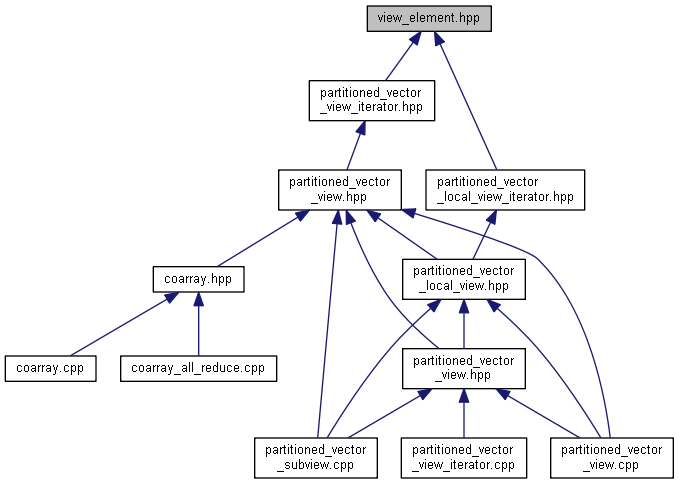 view_element.hpp
partitioned_vector
_view_iterator.hpp
partitioned_vector
_view.hpp
partitioned_vector
_local_view_iterator.hpp
coarray.hpp
partitioned_vector
_local_view.hpp
coarray.cpp
coarray_all_reduce.cpp
partitioned_vector
_view.hpp
partitioned_vector
_subview.cpp
partitioned_vector
_view_iterator.cpp
partitioned_vector
_view.cpp